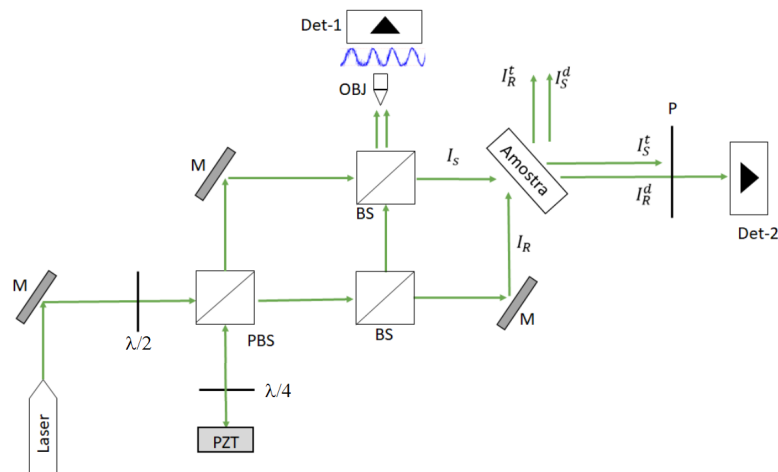 Det-1
OBJ
$I_R^t$ $I_S^d$
P
M
Amostra
$I_S$
$I_S^t$
$I_R^d$
BS
Det-2
$I_R$
M
M
PBS
BS
λ/2
λ/4
Laser
PZT